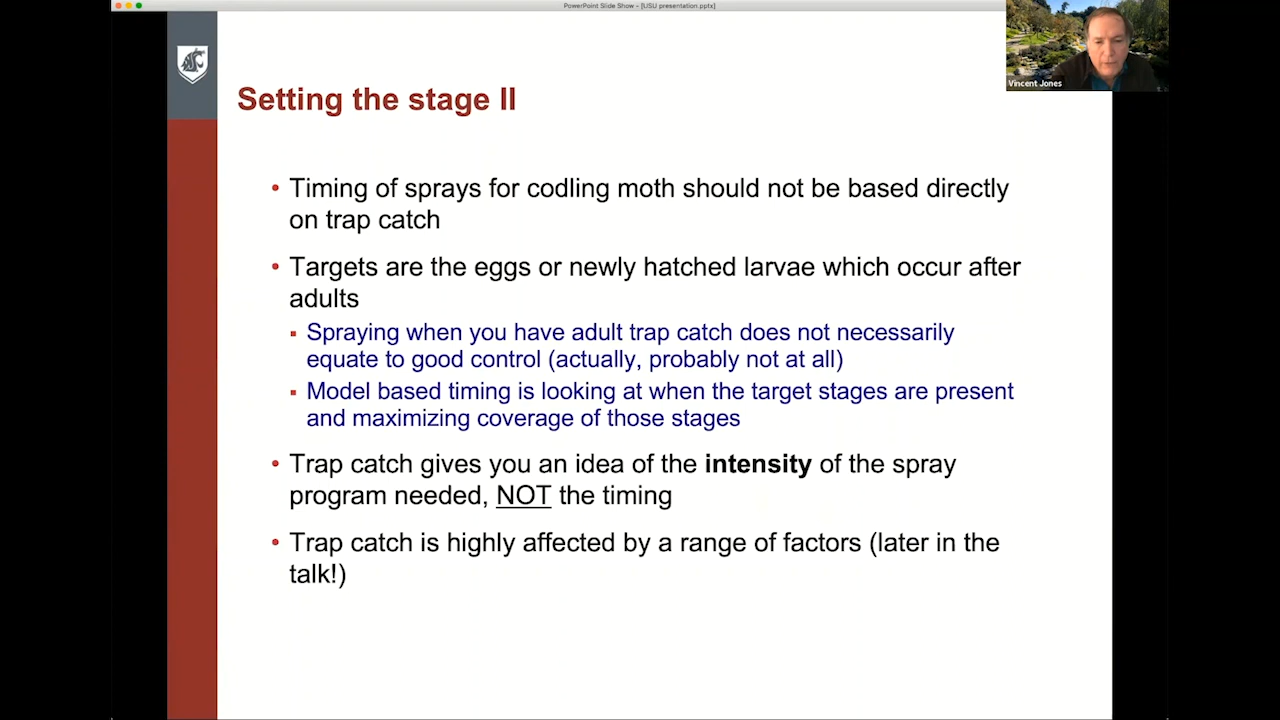 PowerPoint Slide Show - [USU presentation.pptx]
Vincent Jones
Setting the stage II
• Timing of sprays for codling moth should not be based directly
on trap catch
• Targets are the eggs or newly hatched larvae which occur after
adults
▪ Spraying when you have adult trap catch does not necessarily
equate to good control (actually, probably not at all)
▪ Model based timing is looking at when the target stages are present
and maximizing coverage of those stages
• Trap catch gives you an idea of the intensity of the spray
program needed, NOT the timing
• Trap catch is highly affected by a range of factors (later in the
talk!)